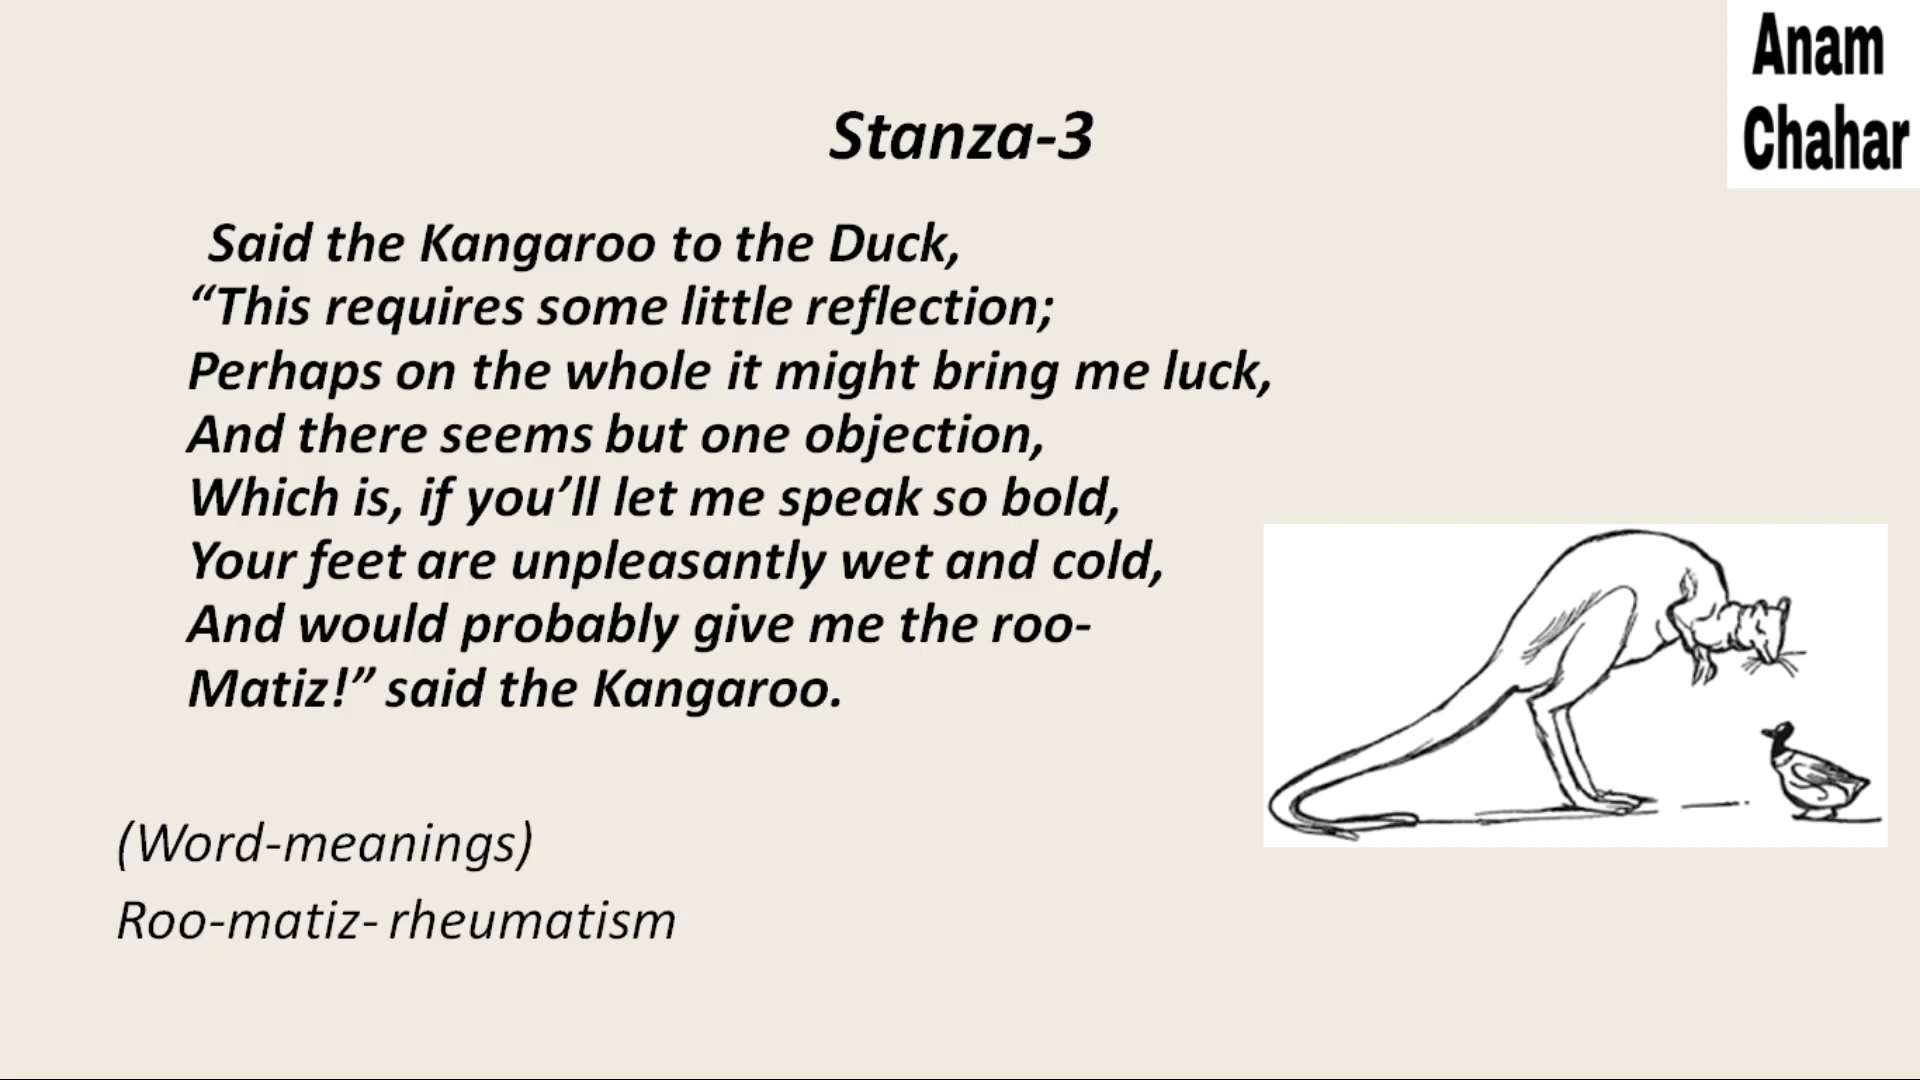 Anam
Chahar
Stanza-3
Said the Kangaroo to the Duck,
“This requires some little reflection;
Perhaps on the whole it might bring me luck,
And there seems but one objection,
Which is, if you’ll let me speak so bold,
Your feet are unpleasantly wet and cold,
And would probably give me the roo-
Matiz!” said the Kangaroo.
(Word-meanings)
Roo-matiz- rheumatism